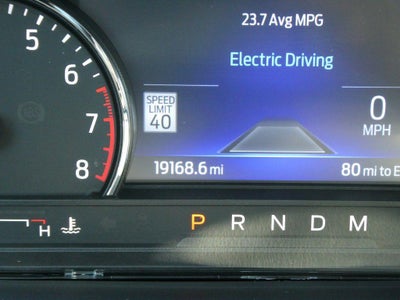 23.7 Avg MPG
Electric Driving
5
6
7
8
SPEED
LIMIT
40
0
MPH
19168.6 mi
80 mi to E
H
P R N D M